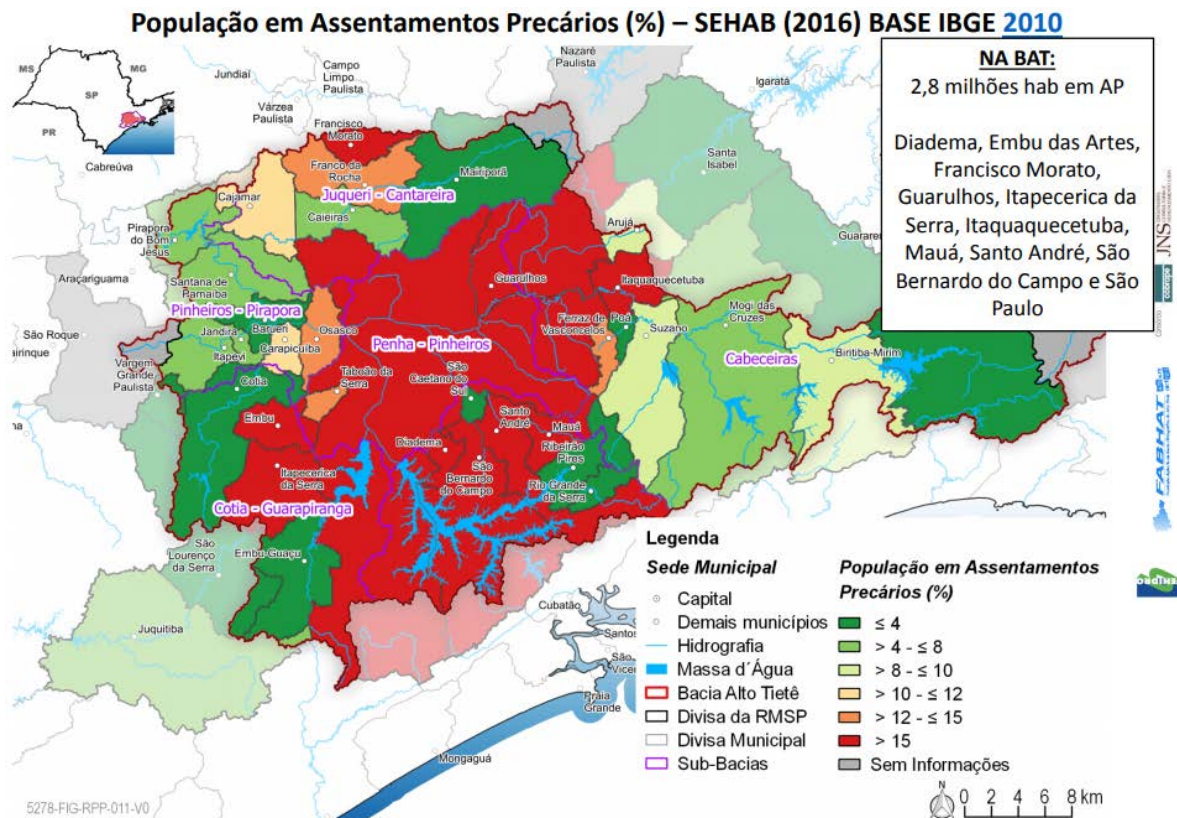 População em Assentamentos Precários (%) – SEHAB (2016) BASE IBGE 2010
NA BAT:
2,8 milhões hab em AP
Diadema, Embu das Artes,
Francisco Morato,
Guarulhos, Itapecerica da
Serra, Itaquaquecetuba,
Mauá, Santo André, São
Bernardo do Campo e São
Paulo
MS
MG
SP
PR
Cabreúva
Jundiaí
Campo
Limpo
Paulista
Várzea
Paulista
Nazaré
Paulista
Igaratá
Francisco
Morato
Franco da
Rocha
Mairiporã
Santa
Isabel
Juqueri - Cantareira
Cajamar
Caieiras
Pirapora
do Bom
Jesus
Arujá
Araçariguama
Guarulhos
Itaquaquecetuba
Santana de
Parnaíba
Pinheiros - Pirapora
Barueri
Osasco
Jandira
Carapicuíba
Itapevi
São Roque
Vargem
Grande
Paulista
Penha - Pinheiros
Ferraz de
Vasconcelos
Poá
Suzano
Mogi das
Cruzes
Cabeceiras
Biritiba-Mirim
Cotia
Taboão da
Serra
São
Caetano do
Sul
Embu
Santo
André
Mauá
Diadema
Ribeirão
Pires
Itapecerica
da Serra
São
Bernardo
do Campo
Rio Grande
da Serra
Cotia - Guarapiranga
São
Lourenço
da Serra
Embu-Guaçu
Juquitiba
Cubatão
Santos
São
Praia
Grande
Mongaguá
Legenda
Sede Municipal
Capital
Demais municípios
Hidrografia
Massa d´Água
Bacia Alto Tietê
Divisa da RMSP
Divisa Municipal
Sub-Bacias
População em Assentamentos
Precários (%)
≤ 4
> 4 - ≤ 8
> 8 - ≤ 10
> 10 - ≤ 12
> 12 - ≤ 15
> 15
Sem Informações
N
0 2 4 6 8 km
5278-FIG-RPP-011-V0
Consórcio
cobrape
JNS
FABHAT